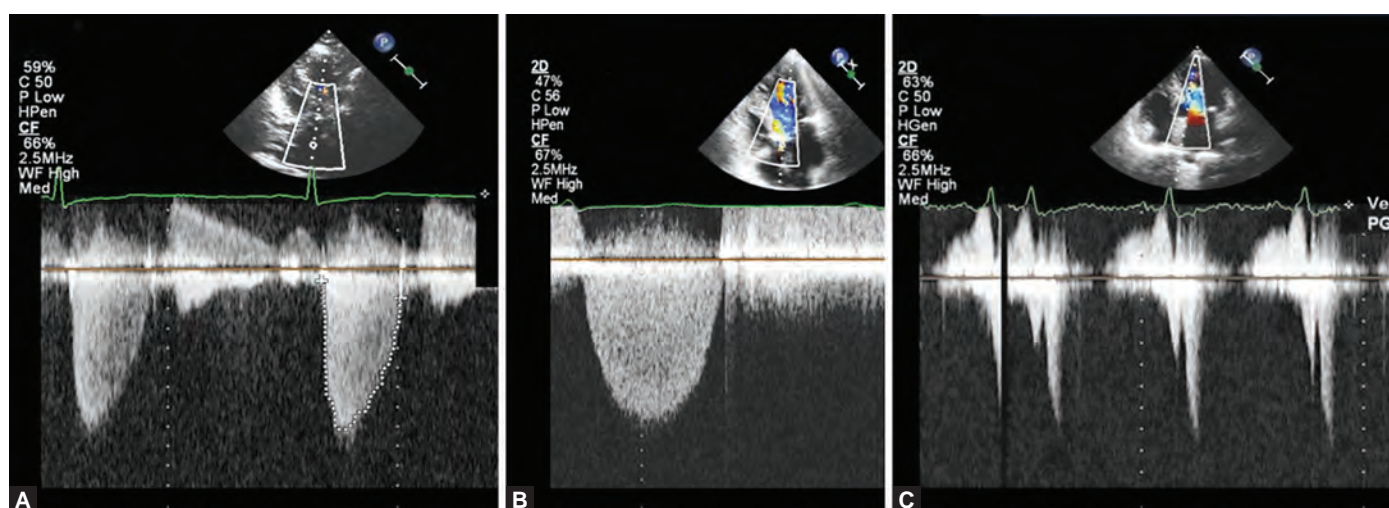 59%
C 50
P Low
HPen
CF
66%
2.5MHz
WF High
Med
P
A
2D
47%
C 56
P Low
HPen
CF
67%
2.5MHz
WF High
Med
P
x
B
2D
63%
C 50
P Low
HGen
CF
66%
2.5MHz
WF High
Med
P
Ve
PG
C